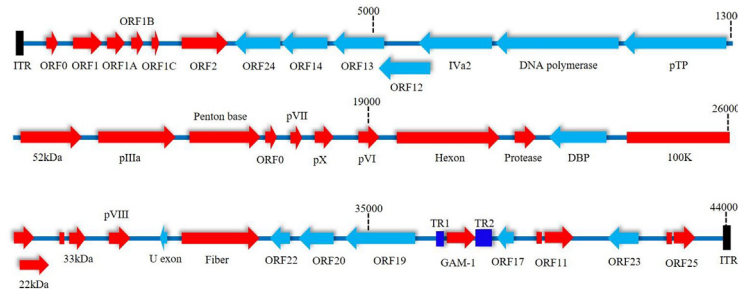 ORF1B
5000
1300
ITR
ORF0
ORF1
ORF1A
ORF1C
ORF2
ORF24
ORF14
ORF13
ORF12
IVa2
DNA polymerase
pTP
Penton base
pVII
19000
26000
52kDa
pIIIa
ORF0
pX
pVI
Hexon
Protease
DBP
100K
pVIII
35000
TR1
TR2
44000
22kDa
33kDa
U exon
Fiber
ORF22
ORF20
ORF19
GAM-1
ORF17
ORF11
ORF23
ORF25
ITR